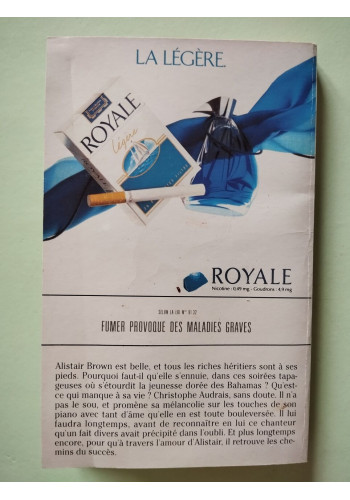 LA LÉGÈRE.
ROYALE
Légère
ROYALE
Nicotine : 0,49 mg - Goudrons : 4,9 mg
SELON LA LOI N° 91-32
FUMER PROVOQUE DES MALADIES GRAVES
Alistair Brown est belle, et tous les riches héritiers sont à ses
pieds. Pourquoi faut-il qu'elle s'ennuie, dans ces soirées tapa-
geuses où s'étourdit la jeunesse dorée des Bahamas ? Qu'est-
ce qui manque à sa vie ? Christophe Audrais, sans doute. Il n'a
pas le sou, et promène sa mélancolie sur les touches de son
piano avec tant d'âme qu'elle en est toute bouleversée. Il lui
faudra longtemps, avant de reconnaître en lui ce chanteur
qu'un fait divers avait précipité dans l'oubli. Et plus longtemps
encore, pour qu'à travers l'amour d'Alistair, il retrouve les che-
mins du succès.